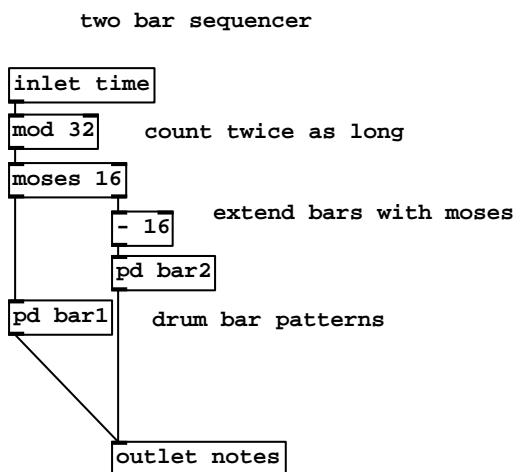 two bar sequencer
inlet time
mod 32
count twice as long
moses 16
extend bars with moses
- 16
pd bar2
pd bar1
drum bar patterns
outlet notes